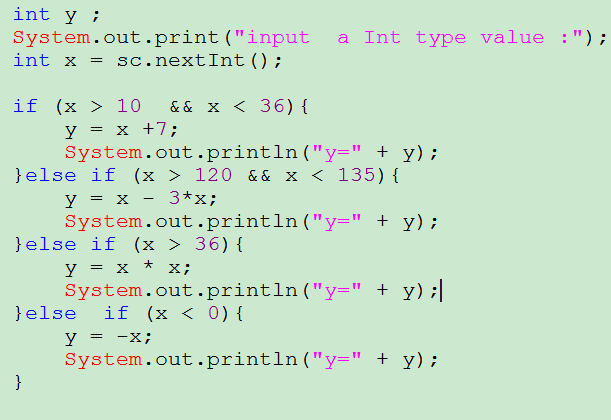 int y ;
System.out.print("input  a Int type value :");
int x = sc.nextInt();

if (x > 10  && x < 36){
    y = x +7;
    System.out.println("y=" + y);
}else if (x > 120 && x < 135){
    y = x - 3*x;
    System.out.println("y=" + y);
}else if (x > 36){
    y = x * x;
    System.out.println("y=" + y);
}else  if (x < 0){
    y = -x;
    System.out.println("y=" + y);
}